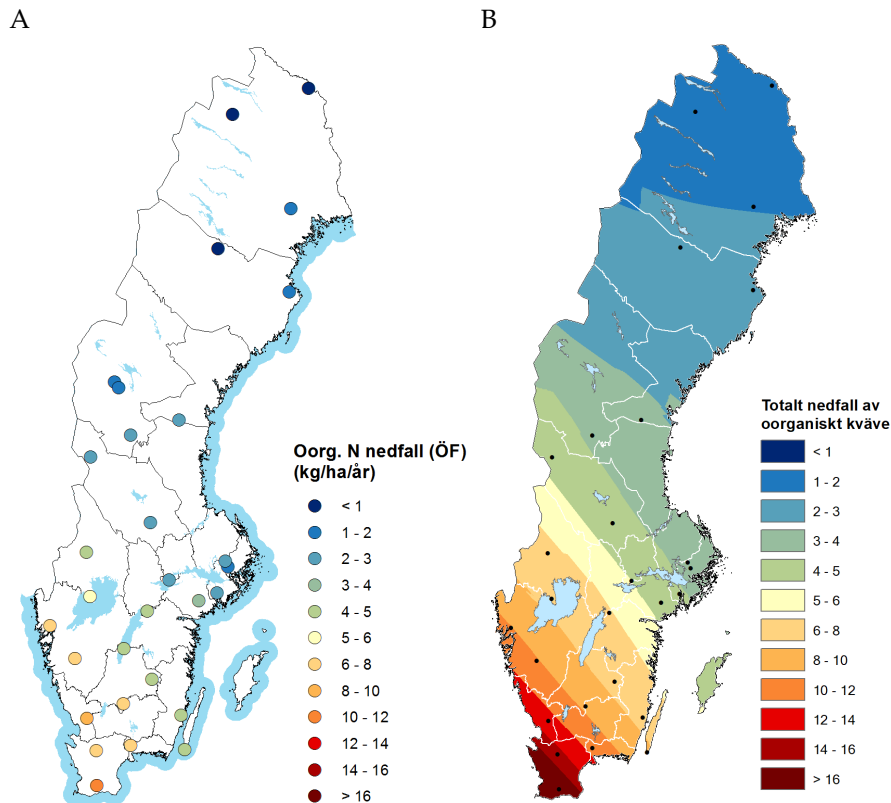 A
B
Oorg. N nedfall (ÖF)
(kg/ha/år)
< 1
1 - 2
2 - 3
3 - 4
4 - 5
5 - 6
6 - 8
8 - 10
10 - 12
12 - 14
14 - 16
> 16
Totalt nedfall av
oorganiskt kväve
< 1
1 - 2
2 - 3
3 - 4
4 - 5
5 - 6
6 - 8
8 - 10
10 - 12
12 - 14
14 - 16
> 16